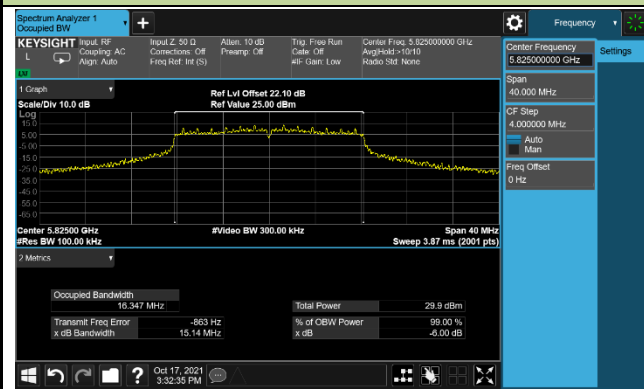 Spectrum Analyzer 1
Occupied BW
+
Frequency
KEYSIGHT Input: RF Input Z: 50 Ω Atten: 10 dB Trig: Free Run Center Freq: 5.825000000 GHz
L Coupling: AC Corrections: Off Preamp: Off Gate: Off Avg|Hold:>10/10
Align: Auto Freq Ref: Int (S) #IF Gain: Low Radio Std: None
LXI
Center Frequency
5.825000000 GHz
Settings
Span
40.000 MHz
CF Step
4.000000 MHz
Auto
Man
Freq Offset
0 Hz
1 Graph
Ref Lvl Offset 22.10 dB
Scale/Div 10.0 dB Ref Value 25.00 dBm
Log
15.0
5.00
-5.00
-15.0
-25.0
-35.0
-45.0
-55.0
-65.0
Center 5.82500 GHz #Video BW 300.00 kHz Span 40 MHz
#Res BW 100.00 kHz Sweep 3.87 ms (2001 pts)
2 Metrics
Occupied Bandwidth
16.347 MHz Total Power 29.9 dBm
Transmit Freq Error -863 Hz % of OBW Power 99.00 %
x dB Bandwidth 15.14 MHz x dB -6.00 dB
? Oct 17, 2021
3:32:35 PM